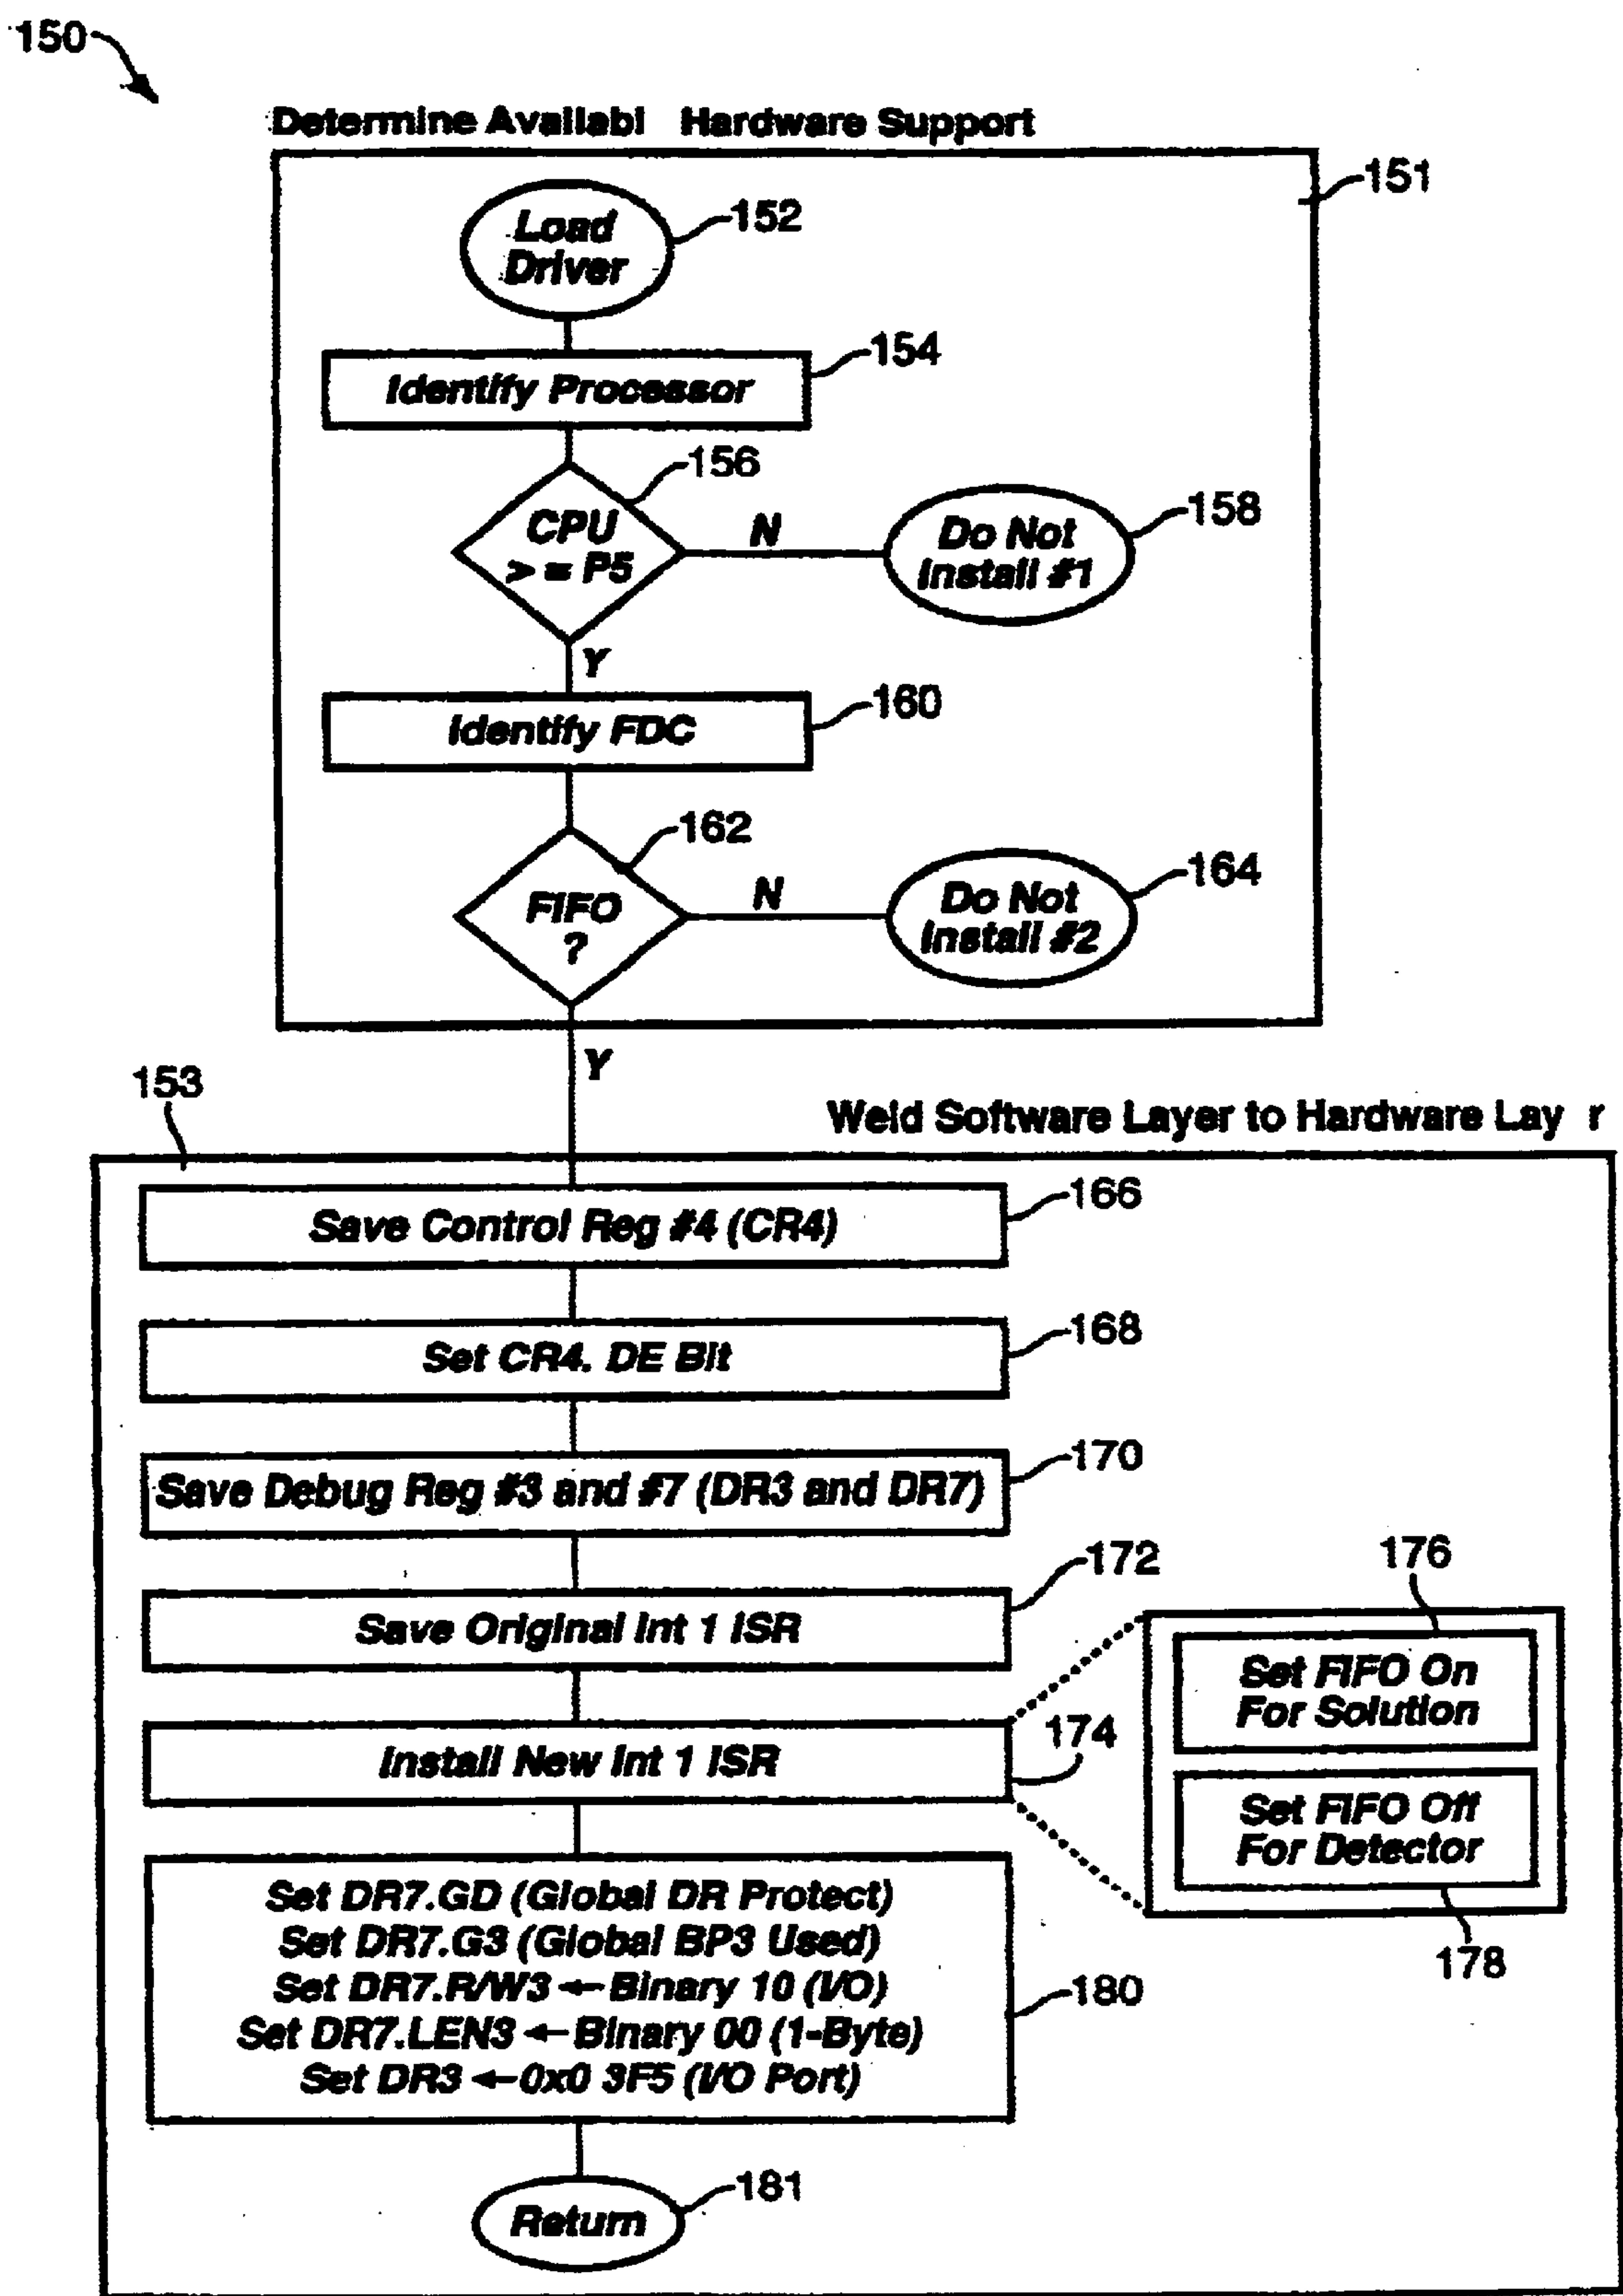 150
Determine Availabl Hardware Support
151
Load
Driver
152
Identify Processor
154
156
CPU
> = P5
N
Do Not
Install #1
158
Y
Identify FDC
160
162
FIFO
?
N
Do Not
Install #2
164
Y
153
Weld Software Layer to Hardware Lay r
Save Control Reg #4 (CR4)
166
Set CR4. DE Bit
168
Save Debug Reg #3 and #7 (DR3 and DR7)
170
Save Original Int 1 ISR
172
Install New Int 1 ISR
174
176
Set FIFO On
For Solution
Set FIFO Off
For Detector
178
Set DR7.GD (Global DR Protect)
Set DR7.G3 (Global BP3 Used)
Set DR7.R/W3 ← Binary 10 (I/O)
Set DR7.LEN3 ← Binary 00 (1-Byte)
Set DR3 ← 0x0 3F5 (I/O Port)
180
Return
181